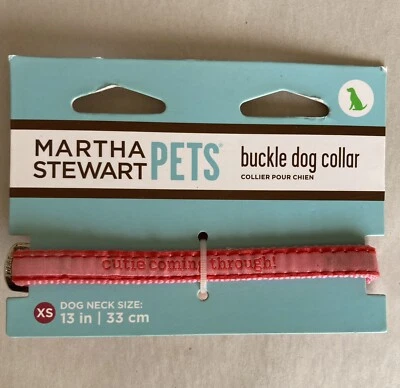 MARTHA
STEWART PETS®
buckle dog collar
COLLIER POUR CHIEN
cutie coming through!
XS
DOG NECK SIZE:
13 in | 33 cm